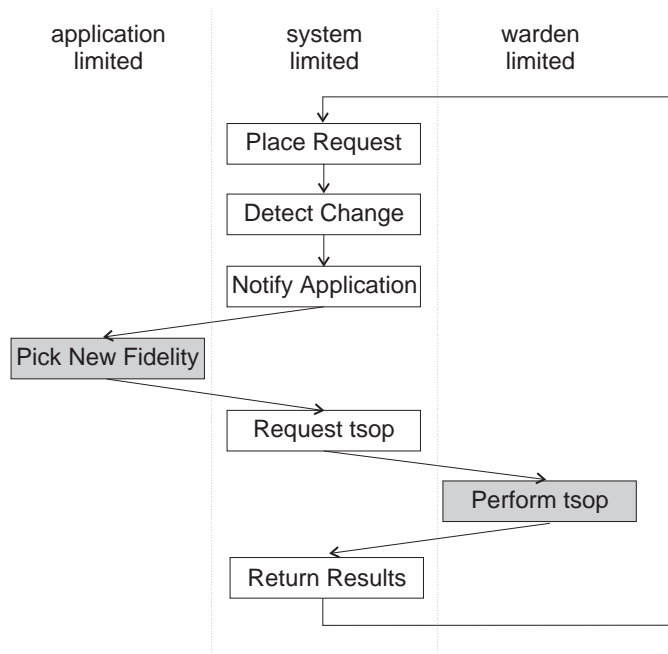 application
limited
system
limited
warden
limited
Place Request
Detect Change
Notify Application
Pick New Fidelity
Request tsop
Perform tsop
Return Results